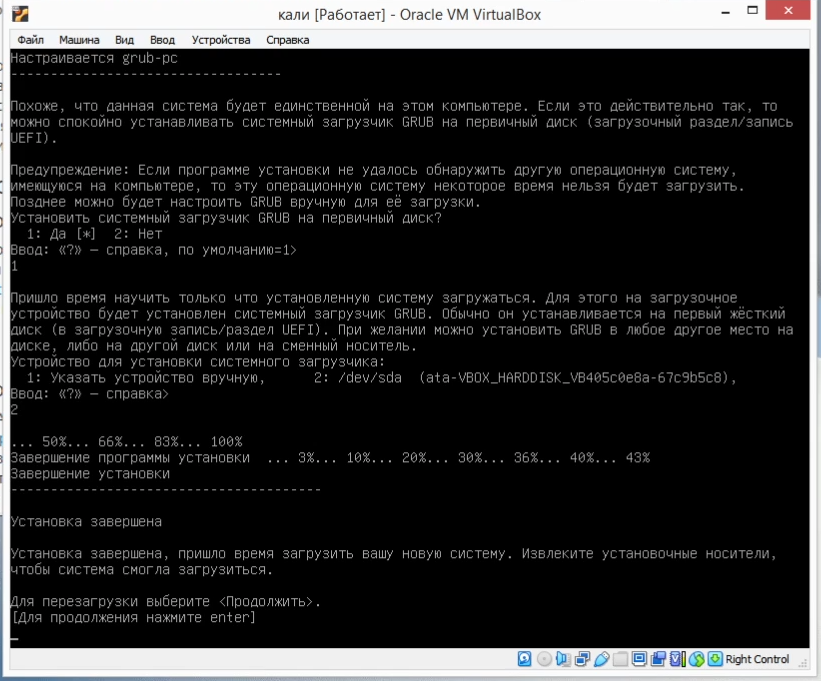 кали [Работает] - Oracle VM VirtualBox
Файл Машина Вид Ввод Устройства Справка
Настраивается grub-pc
----------------------------------
Похоже, что данная система будет единственной на этом компьютере. Если это действительно так, то
можно спокойно устанавливать системный загрузчик GRUB на первичный диск (загрузочный раздел/запись
UEFI).
Предупреждение: Если программе установки не удалось обнаружить другую операционную систему,
имеющуюся на компьютере, то эту операционную систему некоторое время нельзя будет загрузить.
Позднее можно будет настроить GRUB вручную для её загрузки.
Установить системный загрузчик GRUB на первичный диск?
1: Да [*] 2: Нет
Ввод: «?» — справка, по умолчанию=1>
1
Пришло время научить только что установленную систему загружаться. Для этого на загрузочное
устройство будет установлен системный загрузчик GRUB. Обычно он устанавливается на первый жёсткий
диск (в загрузочную запись/раздел UEFI). При желании можно установить GRUB в любое другое место на
диске, либо на другой диск или на сменный носитель.
Устройство для установки системного загрузчика:
1: Указать устройство вручную, 2: /dev/sda (ata-VBOX_HARDDISK_VB405c0e8a-67c9b5c8),
Ввод: «?» — справка>
2
... 50%... 66%... 83%... 100%
Завершение программы установки ... 3%... 10%... 20%... 30%... 36%... 40%... 43%
Завершение установки
---------------------------------------
Установка завершена
Установка завершена, пришло время загрузить вашу новую систему. Извлеките установочные носители,
чтобы система смогла загрузиться.
Для перезагрузки выберите <Продолжить>.
[Для продолжения нажмите enter]
Right Control